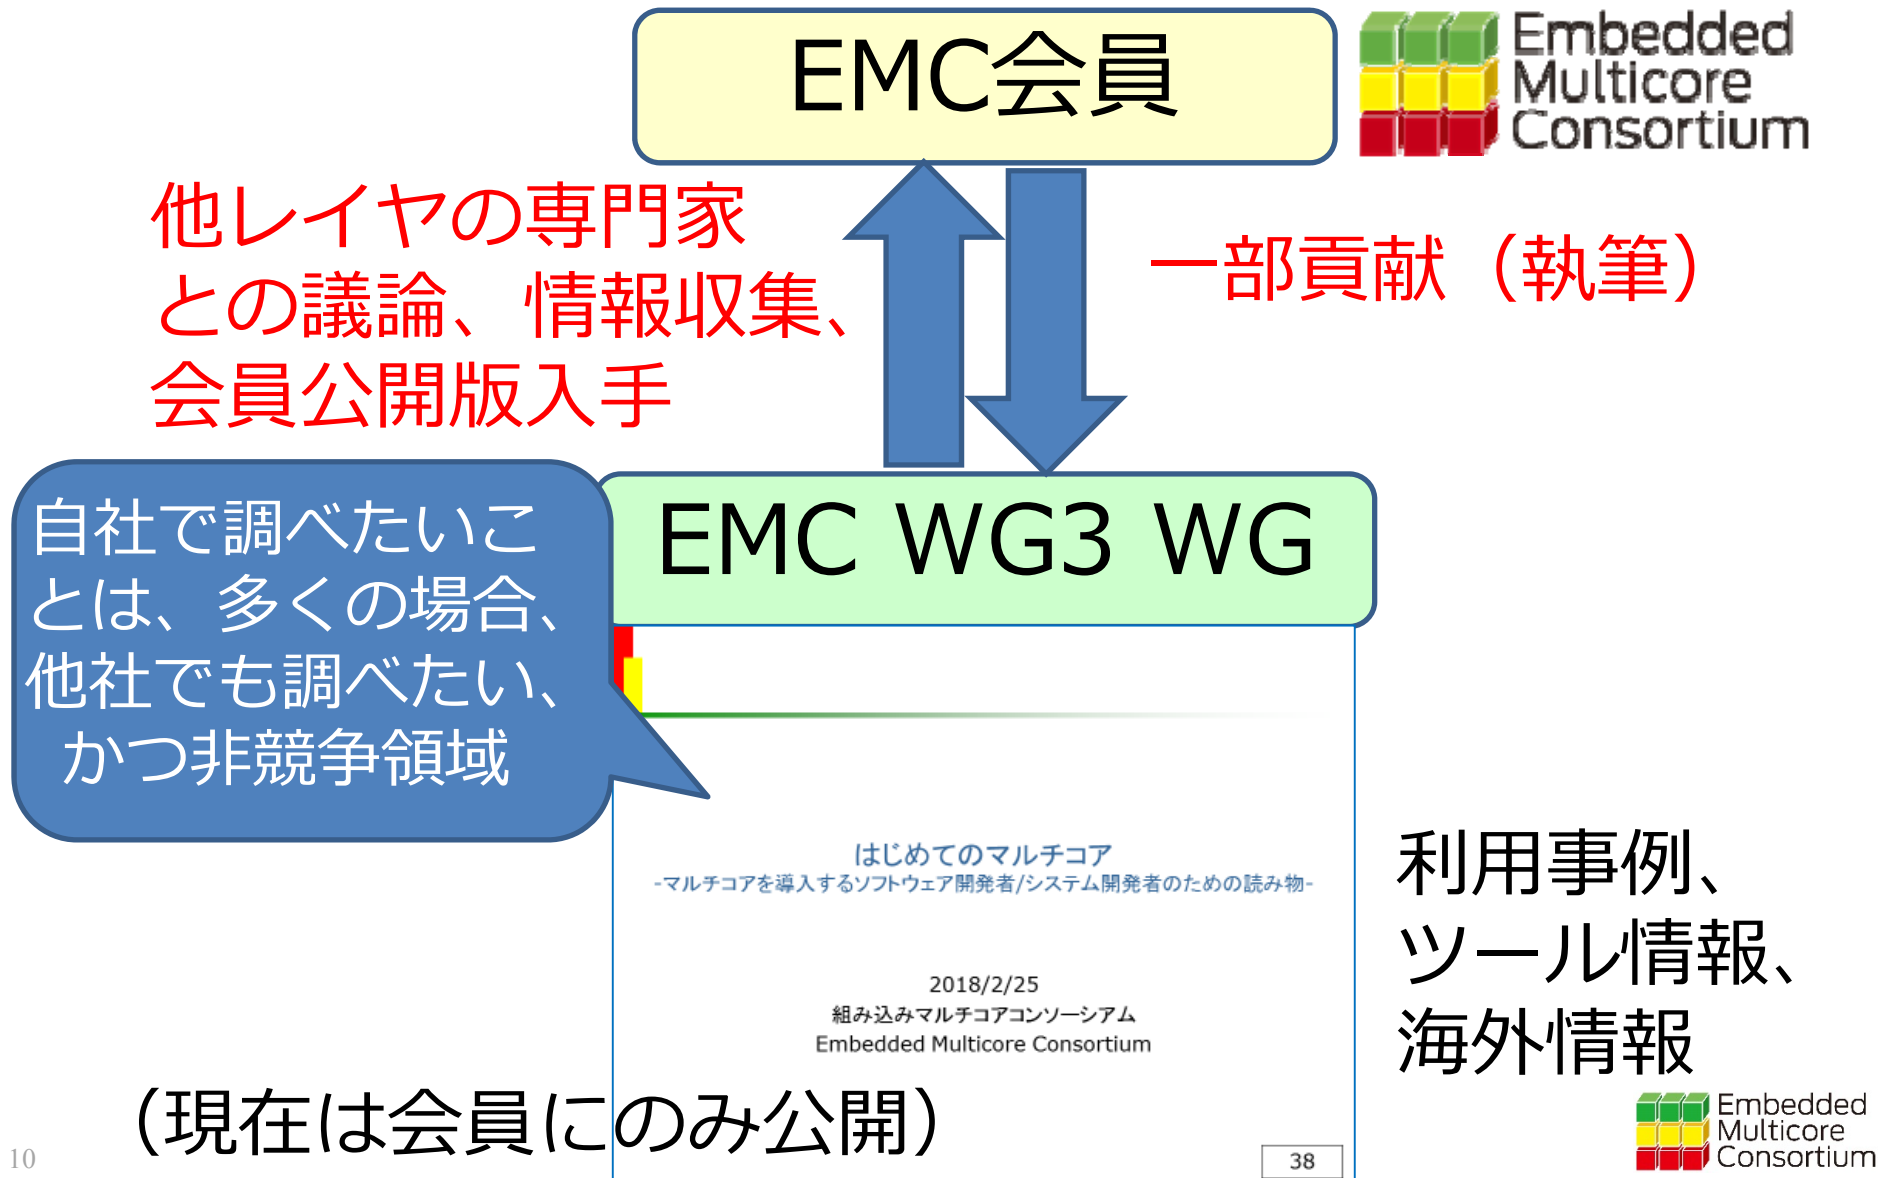 EMC会員
Embedded
Multicore
Consortium
他レイヤの専門家
との議論、情報収集、
会員公開版入手
一部貢献（執筆）
自社で調べたいこ
とは、多くの場合、
他社でも調べたい、
かつ非競争領域
EMC WG3 WG
はじめてのマルチコア
-マルチコアを導入するソフトウェア開発者/システム開発者のための読み物-
2018/2/25
組み込みマルチコアコンソーシアム
Embedded Multicore Consortium
利用事例、
ツール情報、
海外情報
（現在は会員にのみ公開）
38
10
Embedded
Multicore
Consortium